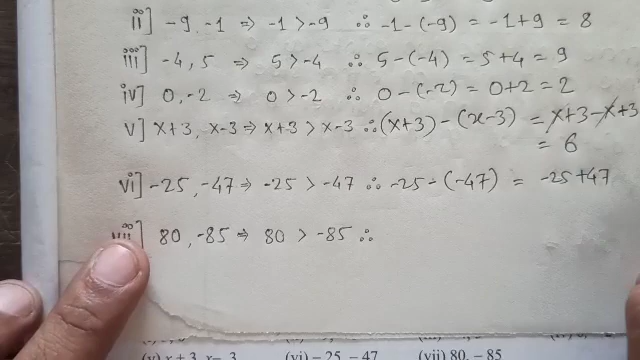 ii] -9, -1 ⇒ -1 > -9 ∴ -1 - (-9) = -1+9 = 8
iii] -4, 5 ⇒ 5 > -4 ∴ 5 - (-4) = 5+4 = 9
iv] 0, -2 ⇒ 0 > -2 ∴ 0 - (-2) = 0+2 = 2
v] x+3, x-3 ⇒ x+3 > x-3 ∴ (x+3) - (x-3) = x+3-x+3
= 6
vi] -25, -47 ⇒ -25 > -47 ∴ -25 - (-47) = -25+47
vii] 80, -85 ⇒ 80 > -85 ∴
(v) x + 3, x - 3 (vi) – 25, – 47 (vii) 80, – 85